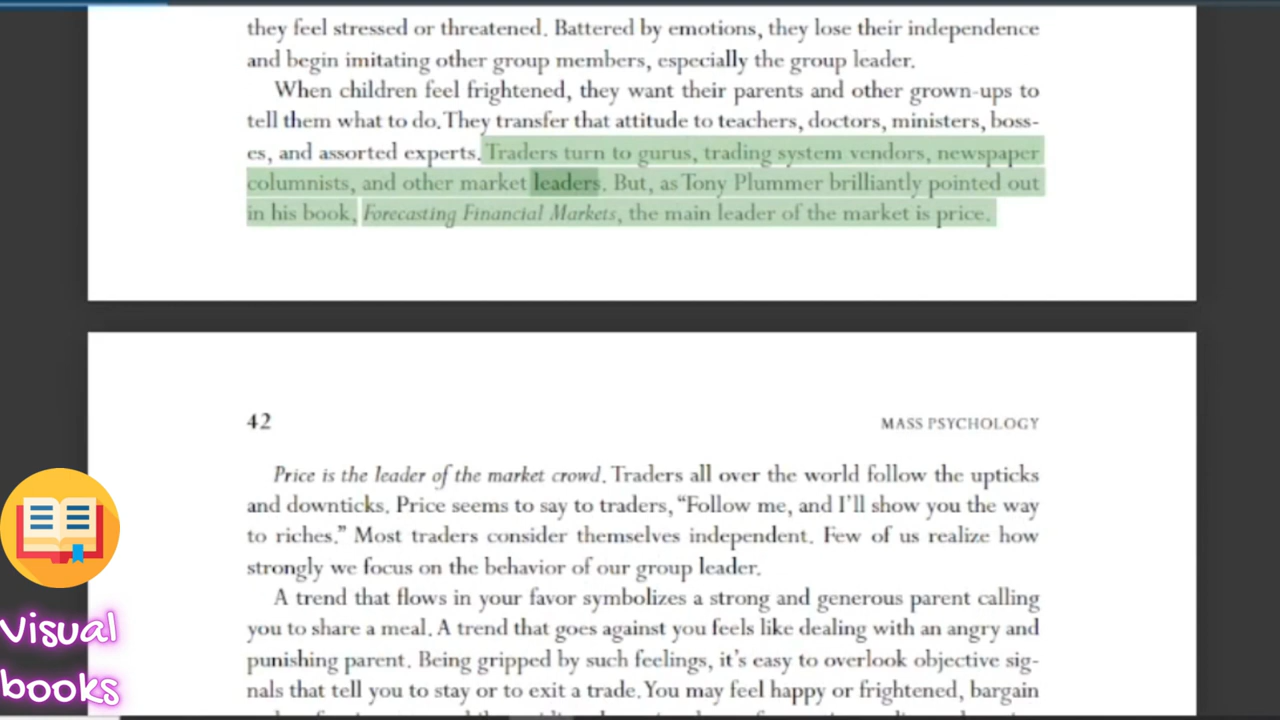 they feel stressed or threatened. Battered by emotions, they lose their independence
and begin imitating other group members, especially the group leader.
When children feel frightened, they want their parents and other grown-ups to
tell them what to do. They transfer that attitude to teachers, doctors, ministers, boss-
es, and assorted experts. Traders turn to gurus, trading system vendors, newspaper
columnists, and other market leaders. But, as Tony Plummer brilliantly pointed out
in his book, Forecasting Financial Markets, the main leader of the market is price.
42 MASS PSYCHOLOGY
Price is the leader of the market crowd. Traders all over the world follow the upticks
and downticks. Price seems to say to traders, “Follow me, and I’ll show you the way
to riches.” Most traders consider themselves independent. Few of us realize how
strongly we focus on the behavior of our group leader.
A trend that flows in your favor symbolizes a strong and generous parent calling
you to share a meal. A trend that goes against you feels like dealing with an angry and
punishing parent. Being gripped by such feelings, it’s easy to overlook objective sig-
nals that tell you to stay or to exit a trade. You may feel happy or frightened, bargain
Visual
books